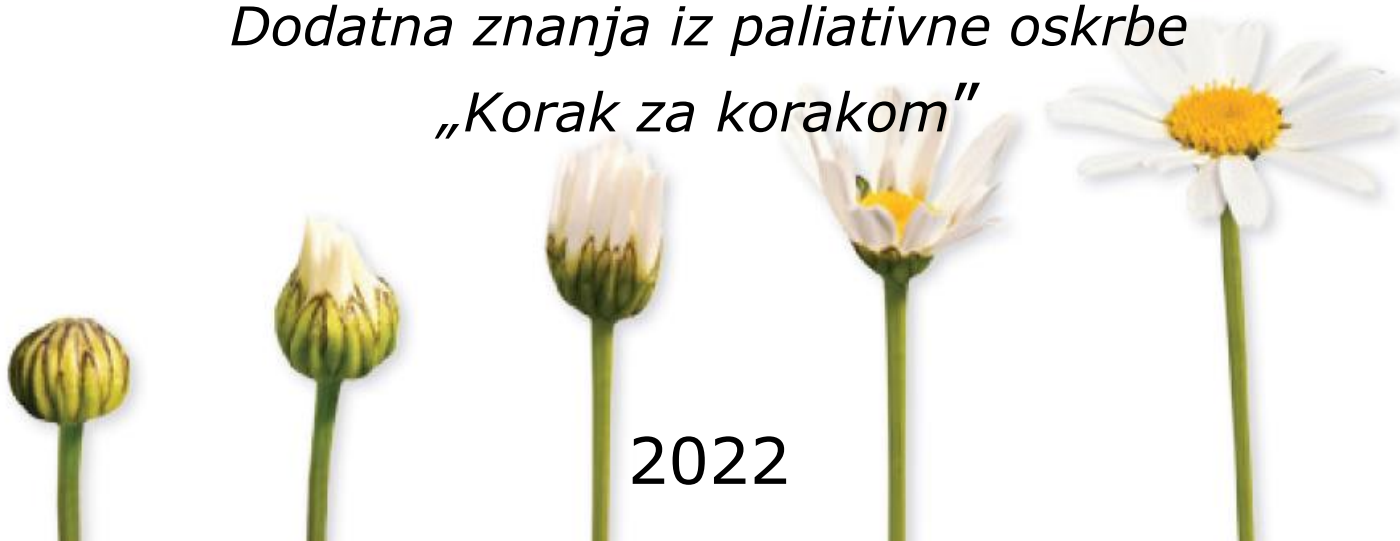 Dodatna znanja iz paliativne oskrbe
„Korak za korakom”
2022